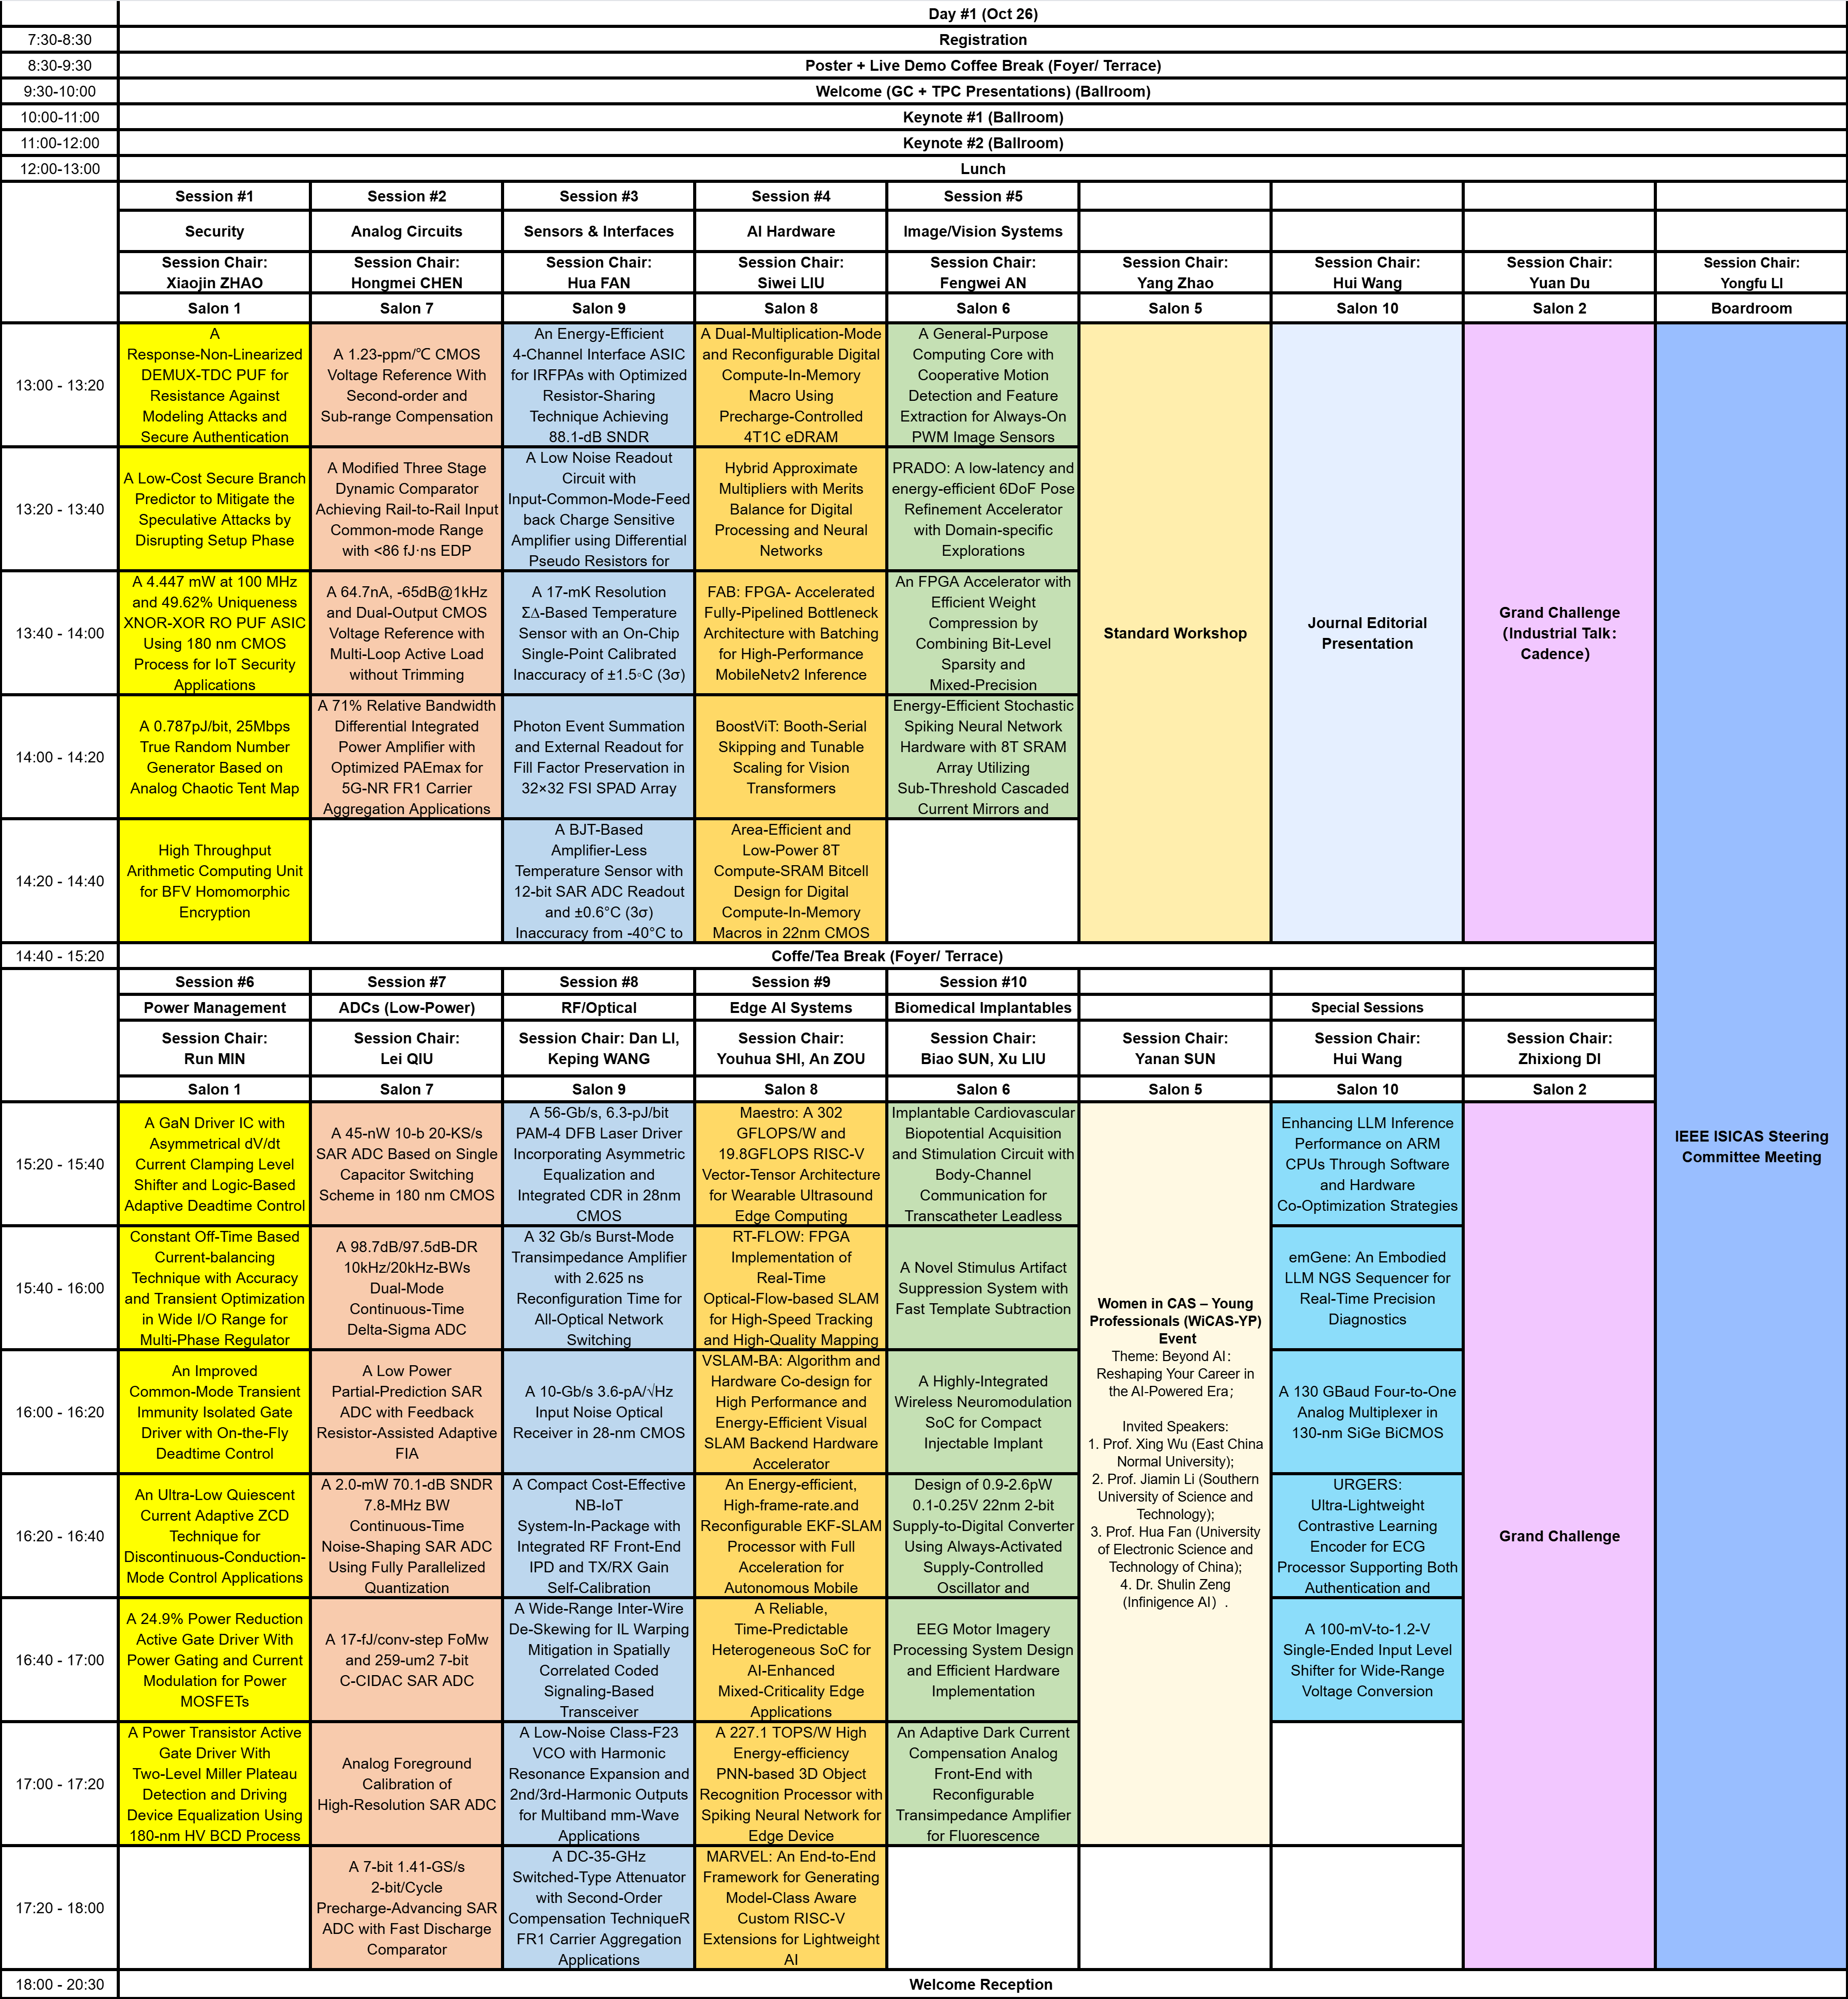 Day #1 (Oct 26)
7:30-8:30
Registration
8:30-9:30
Poster + Live Demo Coffee Break (Foyer/ Terrace)
9:30-10:00
Welcome (GC + TPC Presentations) (Ballroom)
10:00-11:00
Keynote #1 (Ballroom)
11:00-12:00
Keynote #2 (Ballroom)
12:00-13:00
Lunch
Session #1
Session #2
Session #3
Session #4
Session #5
Security
Analog Circuits
Sensors & Interfaces
AI Hardware
Image/Vision Systems
Session Chair:
Xiaojin ZHAO
Session Chair:
Hongmei CHEN
Session Chair:
Hua FAN
Session Chair:
Siwei LIU
Session Chair:
Fengwei AN
Session Chair:
Yang Zhao
Session Chair:
Hui Wang
Session Chair:
Yuan Du
Session Chair:
Yongfu LI
Salon 1
Salon 7
Salon 9
Salon 8
Salon 6
Salon 5
Salon 10
Salon 2
Boardroom
13:00 - 13:20
A
Response-Non-Linearized
DEMUX-TDC PUF for
Resistance Against
Modeling Attacks and
Secure Authentication
A 1.23-ppm/℃ CMOS
Voltage Reference With
Second-order and
Sub-range Compensation
An Energy-Efficient
4-Channel Interface ASIC
for IRFPAs with Optimized
Resistor-Sharing
Technique Achieving
88.1-dB SNDR
A Dual-Multiplication-Mode
and Reconfigurable Digital
Compute-In-Memory
Macro Using
Precharge-Controlled
4T1C eDRAM
A General-Purpose
Computing Core with
Cooperative Motion
Detection and Feature
Extraction for Always-On
PWM Image Sensors
13:20 - 13:40
A Low-Cost Secure Branch
Predictor to Mitigate the
Speculative Attacks by
Disrupting Setup Phase
A Modified Three Stage
Dynamic Comparator
Achieving Rail-to-Rail Input
Common-mode Range
with <86 fJ·ns EDP
A Low Noise Readout
Circuit with
Input-Common-Mode-Feed
back Charge Sensitive
Amplifier using Differential
Pseudo Resistors for
Hybrid Approximate
Multipliers with Merits
Balance for Digital
Processing and Neural
Networks
PRADO: A low-latency and
energy-efficient 6DoF Pose
Refinement Accelerator
with Domain-specific
Explorations
13:40 - 14:00
A 4.447 mW at 100 MHz
and 49.62% Uniqueness
XNOR-XOR RO PUF ASIC
Using 180 nm CMOS
Process for IoT Security
Applications
A 64.7nA, -65dB@1kHz
and Dual-Output CMOS
Voltage Reference with
Multi-Loop Active Load
without Trimming
A 17-mK Resolution
ΣΔ-Based Temperature
Sensor with an On-Chip
Single-Point Calibrated
Inaccuracy of ±1.5◦C (3σ)
FAB: FPGA- Accelerated
Fully-Pipelined Bottleneck
Architecture with Batching
for High-Performance
MobileNetv2 Inference
An FPGA Accelerator with
Efficient Weight
Compression by
Combining Bit-Level
Sparsity and
Mixed-Precision
Standard Workshop
Journal Editorial
Presentation
Grand Challenge
(Industrial Talk:
Cadence)
14:00 - 14:20
A 0.787pJ/bit, 25Mbps
True Random Number
Generator Based on
Analog Chaotic Tent Map
A 71% Relative Bandwidth
Differential Integrated
Power Amplifier with
Optimized PAEmax for
5G-NR FR1 Carrier
Aggregation Applications
Photon Event Summation
and External Readout for
Fill Factor Preservation in
32×32 FSI SPAD Array
BoostViT: Booth-Serial
Skipping and Tunable
Scaling for Vision
Transformers
Energy-Efficient Stochastic
Spiking Neural Network
Hardware with 8T SRAM
Array Utilizing
Sub-Threshold Cascaded
Current Mirrors and
14:20 - 14:40
High Throughput
Arithmetic Computing Unit
for BFV Homomorphic
Encryption
A BJT-Based
Amplifier-Less
Temperature Sensor with
12-bit SAR ADC Readout
and ±0.6°C (3σ)
Inaccuracy from -40°C to
Area-Efficient and
Low-Power 8T
Compute-SRAM Bitcell
Design for Digital
Compute-In-Memory
Macros in 22nm CMOS
14:40 - 15:20
Coffe/Tea Break (Foyer/ Terrace)
Session #6
Session #7
Session #8
Session #9
Session #10
Power Management
ADCs (Low-Power)
RF/Optical
Edge AI Systems
Biomedical Implantables
Special Sessions
Session Chair:
Run MIN
Session Chair:
Lei QIU
Session Chair: Dan LI,
Keping WANG
Session Chair:
Youhua SHI, An ZOU
Session Chair:
Biao SUN, Xu LIU
Session Chair:
Yanan SUN
Session Chair:
Hui Wang
Session Chair:
Zhixiong DI
Salon 1
Salon 7
Salon 9
Salon 8
Salon 6
Salon 5
Salon 10
Salon 2
15:20 - 15:40
A GaN Driver IC with
Asymmetrical dV/dt
Current Clamping Level
Shifter and Logic-Based
Adaptive Deadtime Control
A 45-nW 10-b 20-KS/s
SAR ADC Based on Single
Capacitor Switching
Scheme in 180 nm CMOS
A 56-Gb/s, 6.3-pJ/bit
PAM-4 DFB Laser Driver
Incorporating Asymmetric
Equalization and
Integrated CDR in 28nm
CMOS
Maestro: A 302
GFLOPS/W and
19.8GFLOPS RISC-V
Vector-Tensor Architecture
for Wearable Ultrasound
Edge Computing
Implantable Cardiovascular
Biopotential Acquisition
and Stimulation Circuit with
Body-Channel
Communication for
Transcatheter Leadless
Enhancing LLM Inference
Performance on ARM
CPUs Through Software
and Hardware
Co-Optimization Strategies
IEEE ISICAS Steering
Committee Meeting
15:40 - 16:00
Constant Off-Time Based
Current-balancing
Technique with Accuracy
and Transient Optimization
in Wide I/O Range for
Multi-Phase Regulator
A 98.7dB/97.5dB-DR
10kHz/20kHz-BWs
Dual-Mode
Continuous-Time
Delta-Sigma ADC
A 32 Gb/s Burst-Mode
Transimpedance Amplifier
with 2.625 ns
Reconfiguration Time for
All-Optical Network
Switching
RT-FLOW: FPGA
Implementation of
Real-Time
Optical-Flow-based SLAM
for High-Speed Tracking
and High-Quality Mapping
A Novel Stimulus Artifact
Suppression System with
Fast Template Subtraction
Women in CAS – Young
Professionals (WiCAS-YP)
Event
Theme: Beyond AI:
Reshaping Your Career in
the AI-Powered Era;
Invited Speakers:
1. Prof. Xing Wu (East China
Normal University);
2. Prof. Jiamin Li (Southern
University of Science and
Technology);
3. Prof. Hua Fan (University
of Electronic Science and
Technology of China);
4. Dr. Shulin Zeng
(Infinigence AI) .
emGene: An Embodied
LLM NGS Sequencer for
Real-Time Precision
Diagnostics
16:00 - 16:20
An Improved
Common-Mode Transient
Immunity Isolated Gate
Driver with On-the-Fly
Deadtime Control
A Low Power
Partial-Prediction SAR
ADC with Feedback
Resistor-Assisted Adaptive
FIA
A 10-Gb/s 3.6-pA/√Hz
Input Noise Optical
Receiver in 28-nm CMOS
VSLAM-BA: Algorithm and
Hardware Co-design for
High Performance and
Energy-Efficient Visual
SLAM Backend Hardware
Accelerator
A Highly-Integrated
Wireless Neuromodulation
SoC for Compact
Injectable Implant
A 130 GBaud Four-to-One
Analog Multiplexer in
130-nm SiGe BiCMOS
16:20 - 16:40
An Ultra-Low Quiescent
Current Adaptive ZCD
Technique for
Discontinuous-Conduction-
Mode Control Applications
A 2.0-mW 70.1-dB SNDR
7.8-MHz BW
Continuous-Time
Noise-Shaping SAR ADC
Using Fully Parallelized
Quantization
A Compact Cost-Effective
NB-IoT
System-In-Package with
Integrated RF Front-End
IPD and TX/RX Gain
Self-Calibration
An Energy-efficient,
High-frame-rate.and
Reconfigurable EKF-SLAM
Processor with Full
Acceleration for
Autonomous Mobile
Design of 0.9-2.6pW
0.1-0.25V 22nm 2-bit
Supply-to-Digital Converter
Using Always-Activated
Supply-Controlled
Oscillator and
URGERS:
Ultra-Lightweight
Contrastive Learning
Encoder for ECG
Processor Supporting Both
Authentication and
Grand Challenge
16:40 - 17:00
A 24.9% Power Reduction
Active Gate Driver With
Power Gating and Current
Modulation for Power
MOSFETs
A 17-fJ/conv-step FoMw
and 259-um2 7-bit
C-CIDAC SAR ADC
A Wide-Range Inter-Wire
De-Skewing for IL Warping
Mitigation in Spatially
Correlated Coded
Signaling-Based
Transceiver
A Reliable,
Time-Predictable
Heterogeneous SoC for
AI-Enhanced
Mixed-Criticality Edge
Applications
EEG Motor Imagery
Processing System Design
and Efficient Hardware
Implementation
A 100-mV-to-1.2-V
Single-Ended Input Level
Shifter for Wide-Range
Voltage Conversion
17:00 - 17:20
A Power Transistor Active
Gate Driver With
Two-Level Miller Plateau
Detection and Driving
Device Equalization Using
180-nm HV BCD Process
Analog Foreground
Calibration of
High-Resolution SAR ADC
A Low-Noise Class-F23
VCO with Harmonic
Resonance Expansion and
2nd/3rd-Harmonic Outputs
for Multiband mm-Wave
Applications
A 227.1 TOPS/W High
Energy-efficiency
PNN-based 3D Object
Recognition Processor with
Spiking Neural Network for
Edge Device
An Adaptive Dark Current
Compensation Analog
Front-End with
Reconfigurable
Transimpedance Amplifier
for Fluorescence
17:20 - 18:00
A 7-bit 1.41-GS/s
2-bit/Cycle
Precharge-Advancing SAR
ADC with Fast Discharge
Comparator
A DC-35-GHz
Switched-Type Attenuator
with Second-Order
Compensation TechniqueR
FR1 Carrier Aggregation
Applications
MARVEL: An End-to-End
Framework for Generating
Model-Class Aware
Custom RISC-V
Extensions for Lightweight
AI
18:00 - 20:30
Welcome Reception